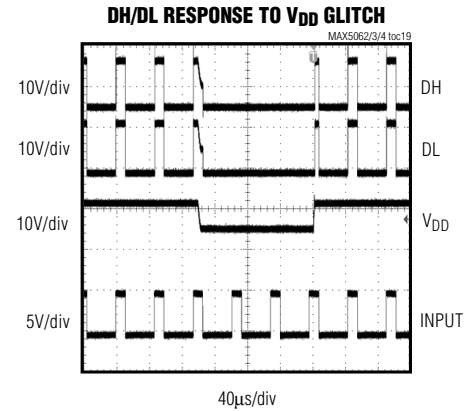 DH/DL RESPONSE TO VDD GLITCH
MAX5062/3/4 toc19
10V/div
DH
10V/div
DL
10V/div
VDD
5V/div
INPUT
40μs/div